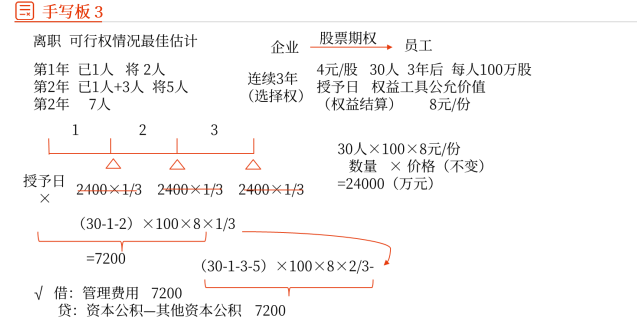 手写板 3
离职 可行权情况最佳估计
企业 股票期权 员工
第1年 已1人 将 2人
第2年 已1人+3人 将5人
第2年 7人
连续3年
（选择权）
4元/股 30人 3年后 每人100万股
授予日 权益工具公允价值
（权益结算） 8元/份
1 2 3
授予日 2400×1/3 2400×1/3 2400×1/3
×
30人×100×8元/份
数量 × 价格（不变）
=24000（万元）
（30-1-2）×100×8×1/3
=7200
（30-1-3-5）×100×8×2/3-
√ 借：管理费用 7200
贷：资本公积—其他资本公积 7200